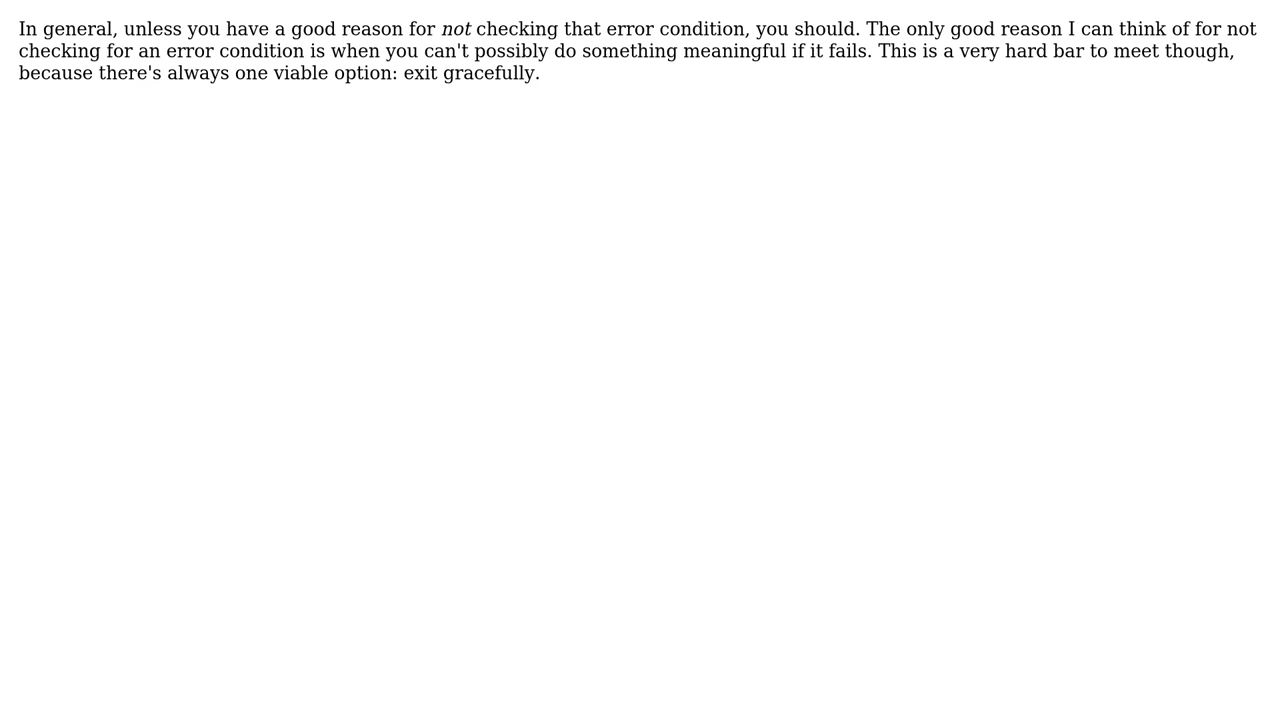 In general, unless you have a good reason for not checking that error condition, you should. The only good reason I can think of for not
checking for an error condition is when you can't possibly do something meaningful if it fails. This is a very hard bar to meet though,
because there's always one viable option: exit gracefully.